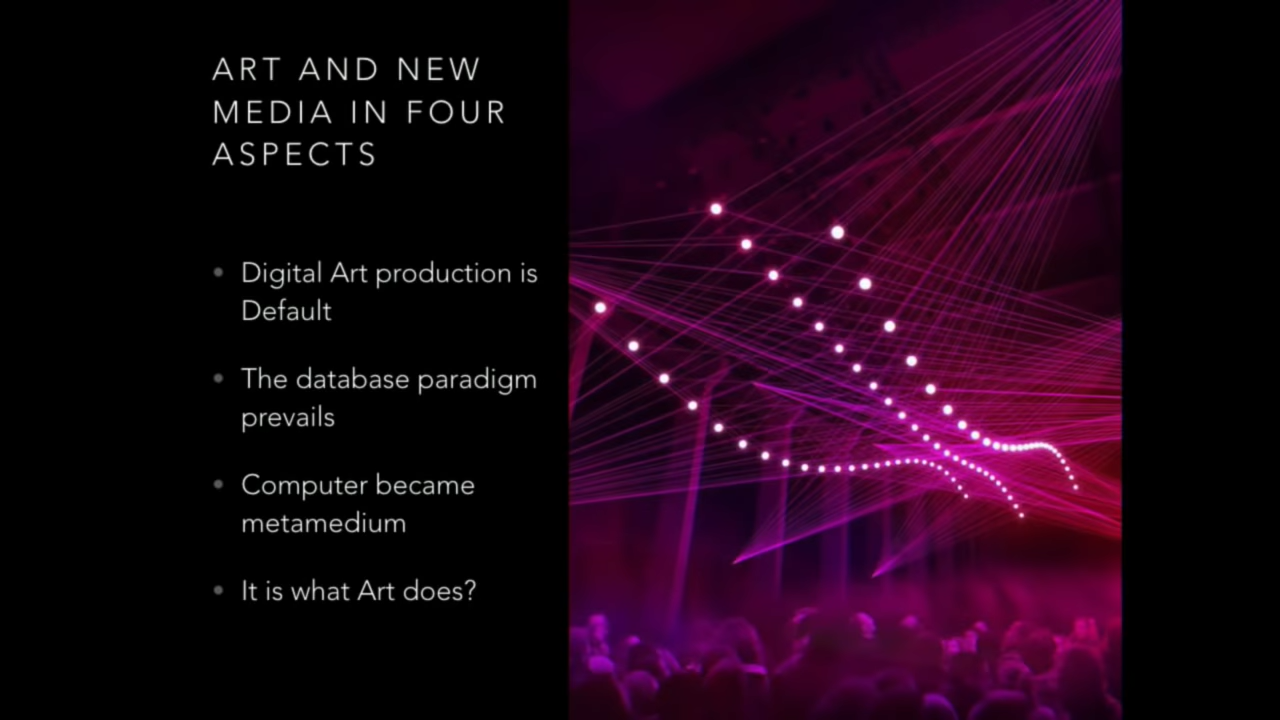 ART AND NEW
MEDIA IN FOUR
ASPECTS
• Digital Art production is
Default
• The database paradigm
prevails
• Computer became
metamedium
• It is what Art does?